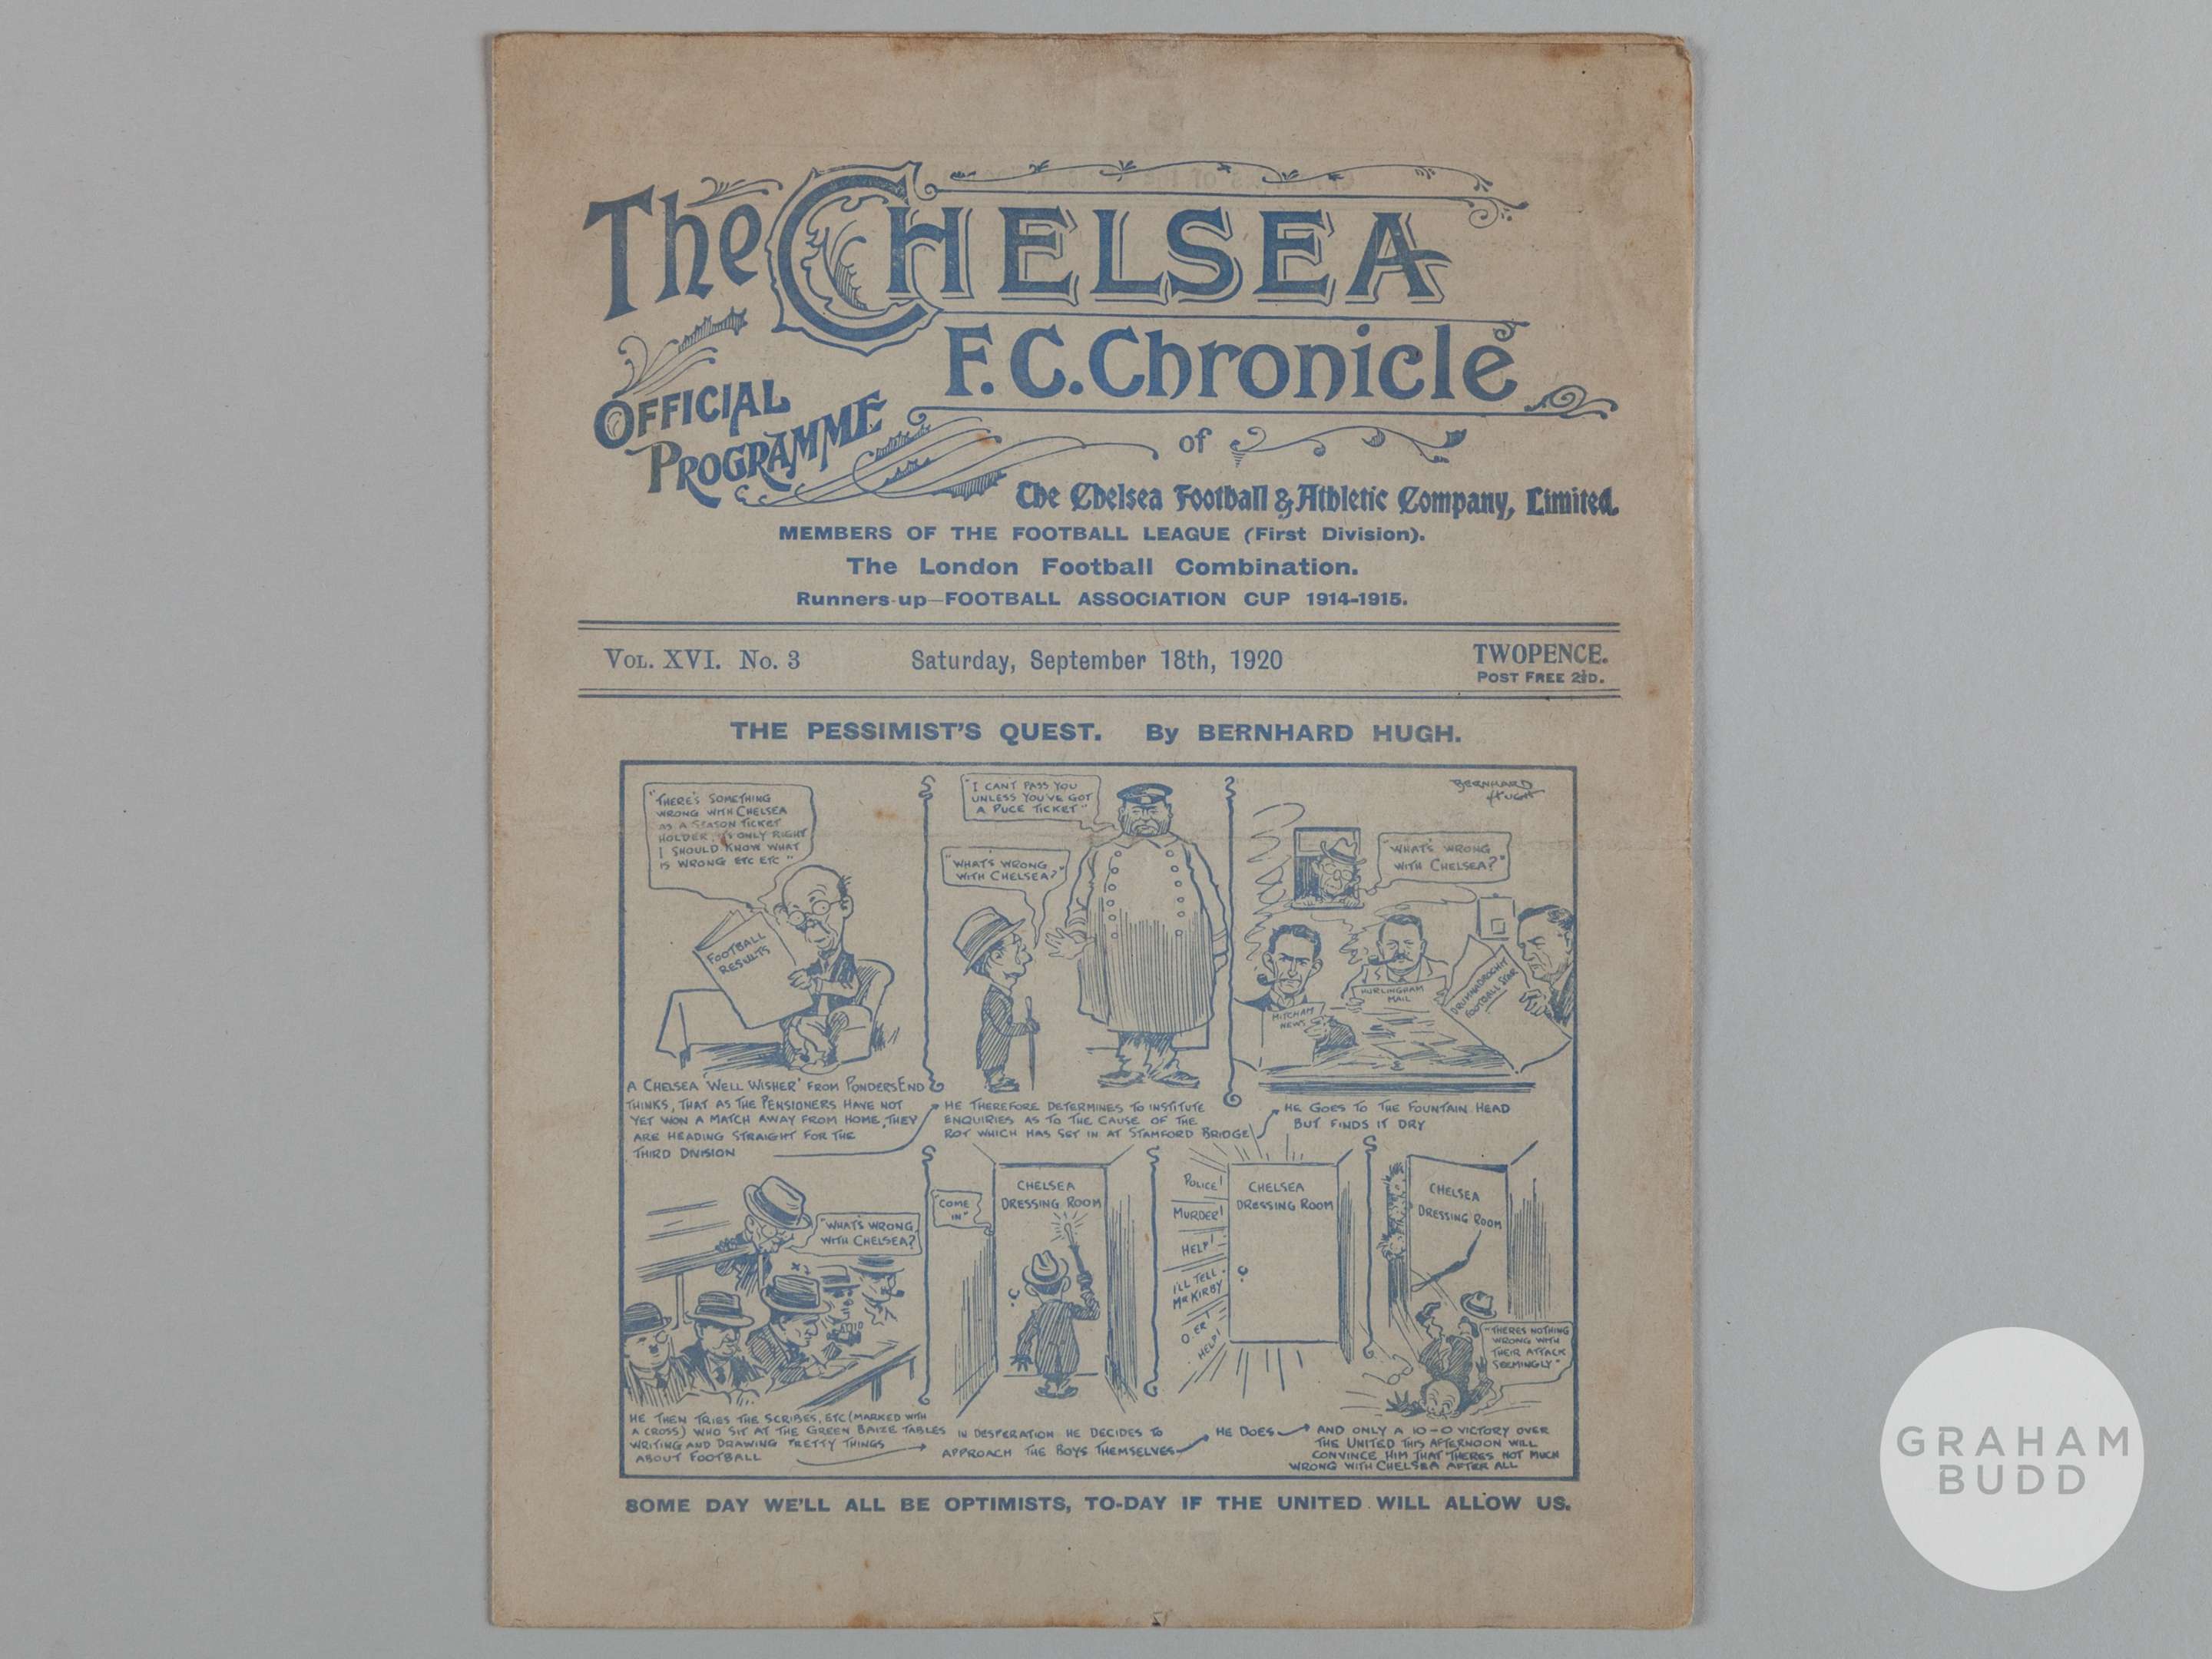 The CHELSEA
F.C. Chronicle
OFFICIAL
PROGRAMME
of
The Chelsea Football & Athletic Company, Limited.
MEMBERS OF THE FOOTBALL LEAGUE (First Division).
The London Football Combination.
Runners-up—FOOTBALL ASSOCIATION CUP 1914-1915.
VOL. XVI. No. 3
Saturday, September 18th, 1920
TWOPENCE.
POST FREE 2½D.
THE PESSIMIST'S QUEST. By BERNHARD HUGH.
"THERE'S SOMETHING
WRONG WITH CHELSEA
AS A SEASON TICKET
HOLDER, IT'S ONLY RIGHT
I SHOULD KNOW WHAT
IS WRONG ETC ETC"
FOOTBALL
RESULTS
A CHELSEA 'WELL WISHER' FROM PONDERS END
THINKS, THAT AS THE PENSIONERS HAVE NOT
YET WON A MATCH AWAY FROM HOME, THEY
ARE HEADING STRAIGHT FOR THE
THIRD DIVISION
"I CANT PASS YOU
UNLESS YOU'VE GOT
A PUCE TICKET"
"WHAT'S WRONG
WITH CHELSEA?"
HE THEREFORE DETERMINES TO INSTITUTE
ENQUIRIES AS TO THE CAUSE OF THE
ROT WHICH HAS SET IN AT STAMFORD BRIDGE
BERNHARD
HUGH
"WHAT'S WRONG
WITH CHELSEA?"
MITCHAM
NEWS
HURLINGHAM
MAIL
DRUMNADROCHIT
FOOTBALL STAR
HE GOES TO THE FOUNTAIN HEAD
BUT FINDS IT DRY
"WHAT'S WRONG
WITH CHELSEA?
HE THEN TRIES THE SCRIBES, ETC (MARKED WITH
A CROSS) WHO SIT AT THE GREEN BAIZE TABLES
WRITING AND DRAWING PRETTY THINGS
ABOUT FOOTBALL
"COME
IN"
CHELSEA
DRESSING ROOM
IN DESPERATION HE DECIDES TO
APPROACH THE BOYS THEMSELVES
POLICE!
MURDER!
HELP!
I'LL TELL
MR KIRBY
O.ER!
HELP!
CHELSEA
DRESSING ROOM
HE DOES
CHELSEA
DRESSING ROOM
"THERES NOTHING
WRONG WITH
THEIR ATTACK
SEEMINGLY"
AND ONLY A 10-0 VICTORY OVER
THE UNITED THIS AFTERNOON WILL
CONVINCE HIM THAT THERES NOT MUCH
WRONG WITH CHELSEA AFTER ALL
SOME DAY WE'LL ALL BE OPTIMISTS, TO-DAY IF THE UNITED WILL ALLOW US.
GRAHAM
BUDD